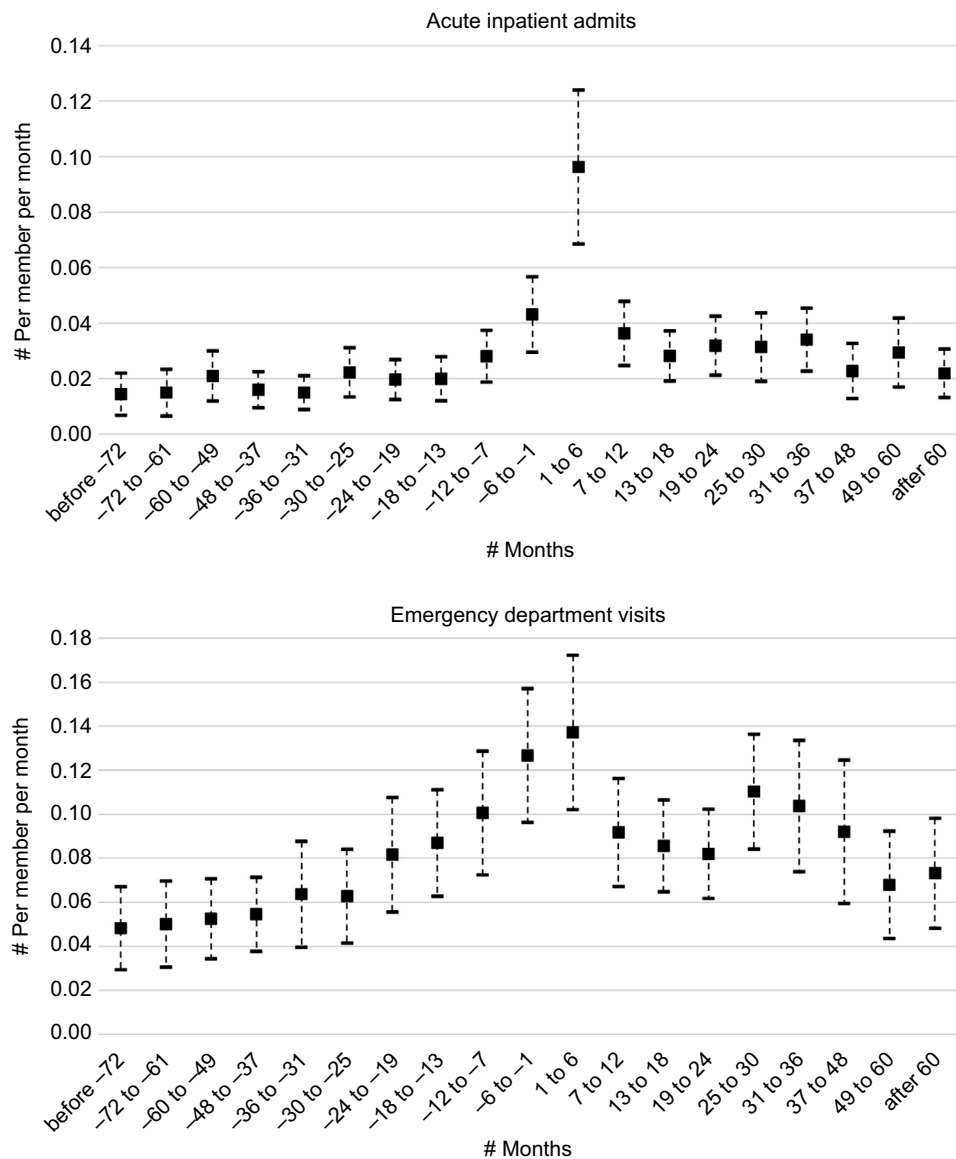 Acute inpatient admits
# Per member per month
0.14
0.12
0.10
0.08
0.06
0.04
0.02
0.00
before –72
–72 to –61
–60 to –49
–48 to –37
–36 to –31
–30 to –25
–24 to –19
–18 to –13
–12 to –7
–6 to –1
1 to 6
7 to 12
13 to 18
19 to 24
25 to 30
31 to 36
37 to 48
49 to 60
after 60
# Months
Emergency department visits
# Per member per month
0.18
0.16
0.14
0.12
0.10
0.08
0.06
0.04
0.02
0.00
before –72
–72 to –61
–60 to –49
–48 to –37
–36 to –31
–30 to –25
–24 to –19
–18 to –13
–12 to –7
–6 to –1
1 to 6
7 to 12
13 to 18
19 to 24
25 to 30
31 to 36
37 to 48
49 to 60
after 60
# Months